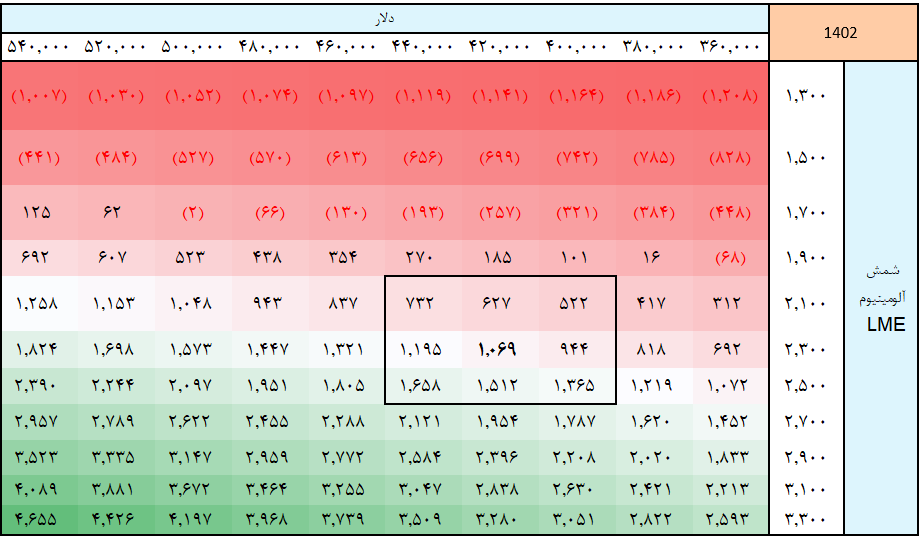 دلار
1402
۳۶۰,۰۰۰ ۳۸۰,۰۰۰ ۴۰۰,۰۰۰ ۴۲۰,۰۰۰ ۴۴۰,۰۰۰ ۴۶۰,۰۰۰ ۴۸۰,۰۰۰ ۵۰۰,۰۰۰ ۵۲۰,۰۰۰ ۵۴۰,۰۰۰
شمش
آلومینیوم
LME
۱,۳۰۰ (۱,۲۰۸) (۱,۱۸۶) (۱,۱۶۴) (۱,۱۴۱) (۱,۱۱۹) (۱,۰۹۷) (۱,۰۷۴) (۱,۰۵۲) (۱,۰۳۰) (۱,۰۰۷)
۱,۵۰۰ (۸۲۸) (۷۸۵) (۷۴۲) (۶۹۹) (۶۵۶) (۶۱۳) (۵۷۰) (۵۲۷) (۴۸۴) (۴۴۱)
۱,۷۰۰ (۴۴۸) (۳۸۴) (۳۲۱) (۲۵۷) (۱۹۳) (۱۳۰) (۶۶) (۲) ۶۲ ۱۲۵
۱,۹۰۰ (۶۸) ۱۶ ۱۰۱ ۱۸۵ ۲۷۰ ۳۵۴ ۴۳۸ ۵۲۳ ۶۰۷ ۶۹۲
۲,۱۰۰ ۳۱۲ ۴۱۷ ۵۲۲ ۶۲۷ ۷۳۲ ۸۳۷ ۹۴۳ ۱,۰۴۸ ۱,۱۵۳ ۱,۲۵۸
۲,۳۰۰ ۶۹۲ ۸۱۸ ۹۴۴ ۱,۰۶۹ ۱,۱۹۵ ۱,۳۲۱ ۱,۴۴۷ ۱,۵۷۳ ۱,۶۹۸ ۱,۸۲۴
۲,۵۰۰ ۱,۰۷۲ ۱,۲۱۹ ۱,۳۶۵ ۱,۵۱۲ ۱,۶۵۸ ۱,۸۰۵ ۱,۹۵۱ ۲,۰۹۷ ۲,۲۴۴ ۲,۳۹۰
۲,۷۰۰ ۱,۴۵۲ ۱,۶۲۰ ۱,۷۸۷ ۱,۹۵۴ ۲,۱۲۱ ۲,۲۸۸ ۲,۴۵۵ ۲,۶۲۲ ۲,۷۸۹ ۲,۹۵۷
۲,۹۰۰ ۱,۸۳۳ ۲,۰۲۰ ۲,۲۰۸ ۲,۳۹۶ ۲,۵۸۴ ۲,۷۷۲ ۲,۹۵۹ ۳,۱۴۷ ۳,۳۳۵ ۳,۵۲۳
۳,۱۰۰ ۲,۲۱۳ ۲,۴۲۱ ۲,۶۳۰ ۲,۸۳۸ ۳,۰۴۷ ۳,۲۵۵ ۳,۴۶۴ ۳,۶۷۲ ۳,۸۸۱ ۴,۰۸۹
۳,۳۰۰ ۲,۵۹۳ ۲,۸۲۲ ۳,۰۵۱ ۳,۲۸۰ ۳,۵۰۹ ۳,۷۳۹ ۳,۹۶۸ ۴,۱۹۷ ۴,۴۲۶ ۴,۶۵۵